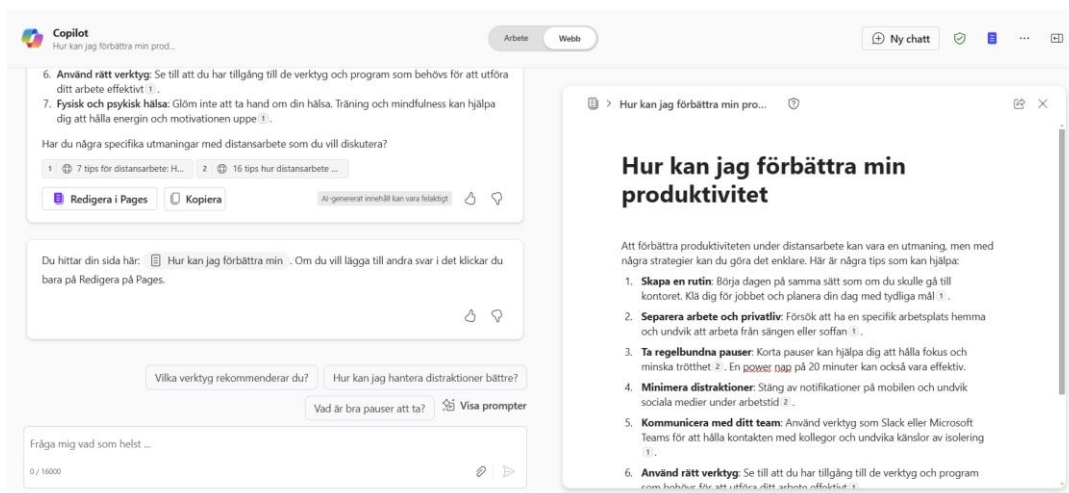 Copilot
Hur kan jag förbättra min prod...
Arbete Webb
Ny chatt
6. Använd rätt verktyg: Se till att du har tillgång till de verktyg och program som behövs för att utföra
ditt arbete effektivt 1.
7. Fysisk och psykisk hälsa: Glöm inte att ta hand om din hälsa. Träning och mindfulness kan hjälpa
dig att hålla energin och motivationen uppe 1.
Har du några specifika utmaningar med distansarbete som du vill diskutera?
1 7 tips för distansarbete: H... 2 16 tips hur distansarbete ...
Redigera i Pages Kopiera AI-genererat innehåll kan vara felaktigt
Du hittar din sida här: Hur kan jag förbättra min . Om du vill lägga till andra svar i det klickar du
bara på Redigera på Pages.
Vilka verktyg rekommenderar du? Hur kan jag hantera distraktioner bättre?
Vad är bra pauser att ta? Visa prompter
Fråga mig vad som helst ...
0 / 16000
> Hur kan jag förbättra min pro...
Hur kan jag förbättra min
produktivitet
Att förbättra produktiviteten under distansarbete kan vara en utmaning, men med
några strategier kan du göra det enklare. Här är några tips som kan hjälpa:
1. Skapa en rutin: Börja dagen på samma sätt som om du skulle gå till
kontoret. Klä dig för jobbet och planera din dag med tydliga mål 1.
2. Separera arbete och privatliv: Försök att ha en specifik arbetsplats hemma
och undvik att arbeta från sängen eller soffan 1.
3. Ta regelbundna pauser: Korta pauser kan hjälpa dig att hålla fokus och
minska trötthet 2. En power nap på 20 minuter kan också vara effektiv.
4. Minimera distraktioner: Stäng av notifikationer på mobilen och undvik
sociala medier under arbetstid 2.
5. Kommunicera med ditt team: Använd verktyg som Slack eller Microsoft
Teams för att hålla kontakten med kollegor och undvika känslor av isolering
1.
6. Använd rätt verktyg: Se till att du har tillgång till de verktyg och program
som behövs för att utföra ditt arbete effektivt 1